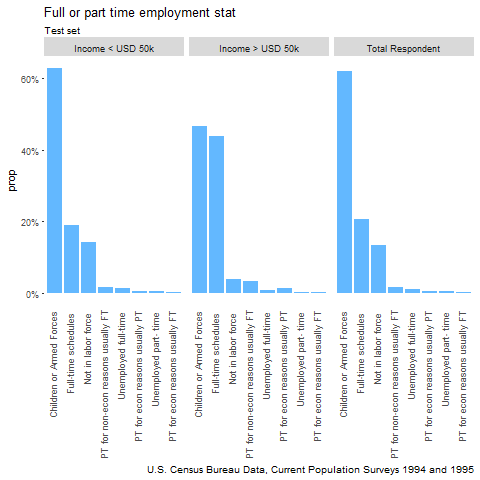 Full or part time employment stat
Test set
Income < USD 50k
Income > USD 50k
Total Respondent
prop
60%
40%
20%
0%
Children or Armed Forces
Full-time schedules
Not in labor force
PT for non-econ reasons usually FT
Unemployed full-time
PT for econ reasons usually PT
Unemployed part- time
PT for econ reasons usually FT
Children or Armed Forces
Full-time schedules
Not in labor force
PT for non-econ reasons usually FT
Unemployed full-time
PT for econ reasons usually PT
Unemployed part- time
PT for econ reasons usually FT
Children or Armed Forces
Full-time schedules
Not in labor force
PT for non-econ reasons usually FT
Unemployed full-time
PT for econ reasons usually PT
Unemployed part- time
PT for econ reasons usually FT
U.S. Census Bureau Data, Current Population Surveys 1994 and 1995